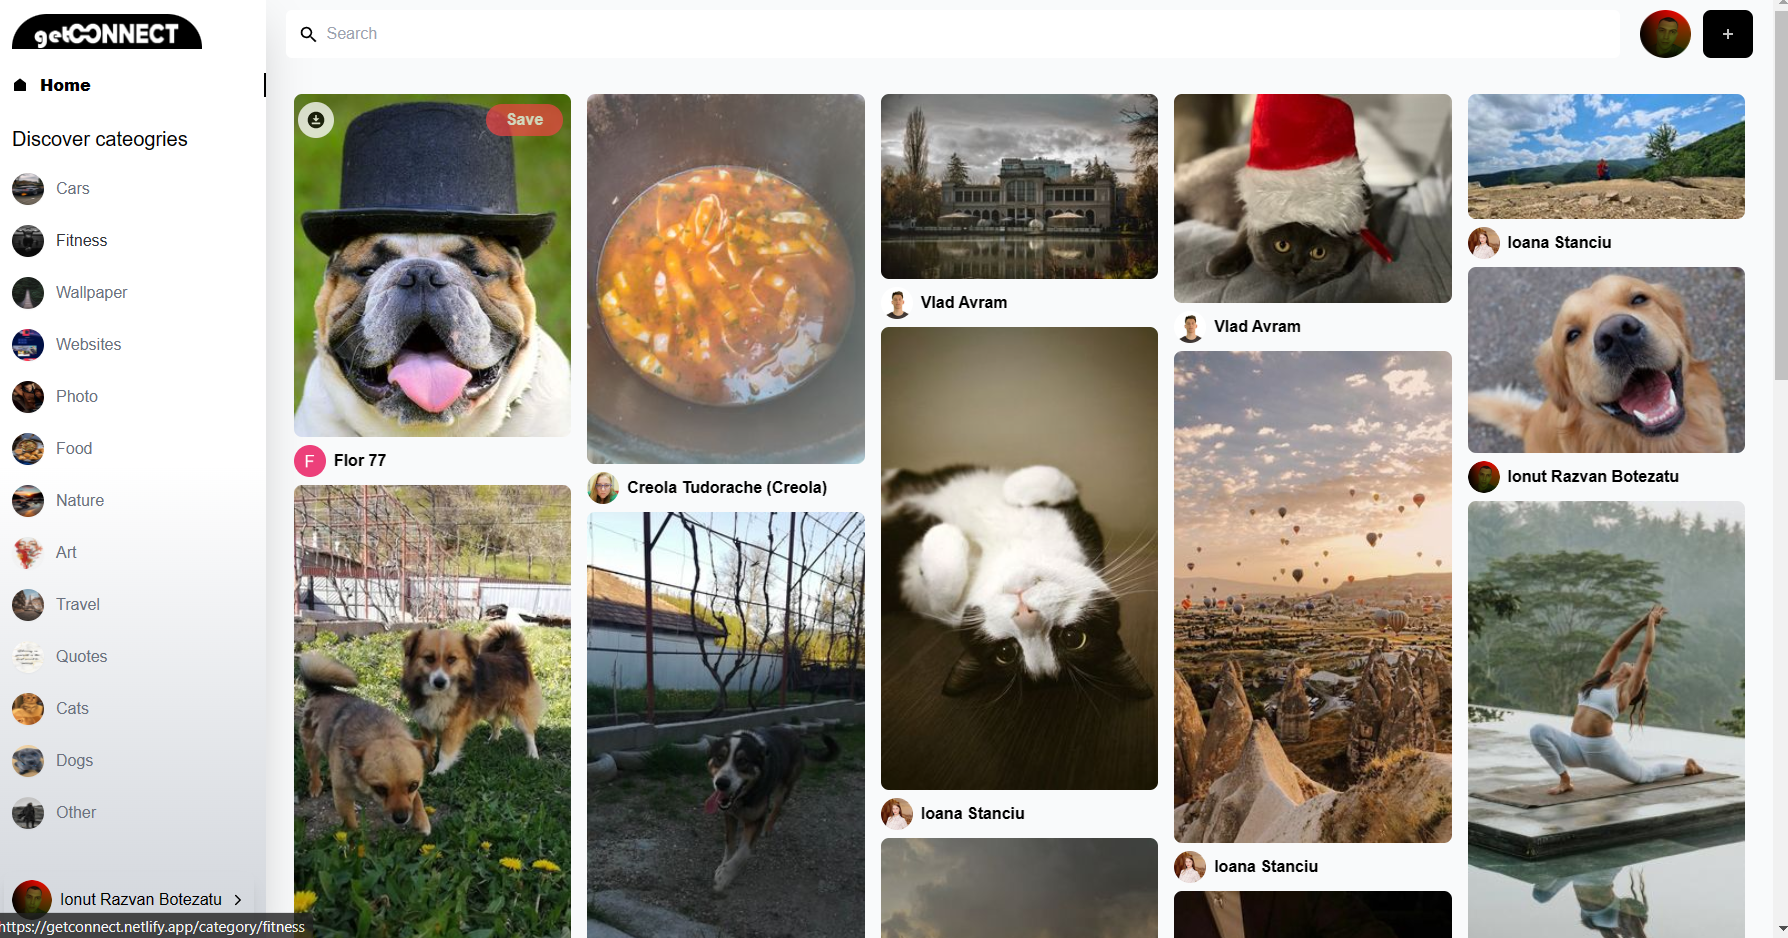 getCONNECT
Search
+
Home
Discover cateogries
Cars
Fitness
Wallpaper
Websites
Photo
Food
Nature
Art
Travel
Quotes
Cats
Dogs
Other
Ionut Razvan Botezatu
https://getconnect.netlify.app/category/fitness
Save
F
Flor 77
Creola Tudorache (Creola)
Vlad Avram
Ioana Stanciu
Vlad Avram
Ioana Stanciu
Ioana Stanciu
Ionut Razvan Botezatu